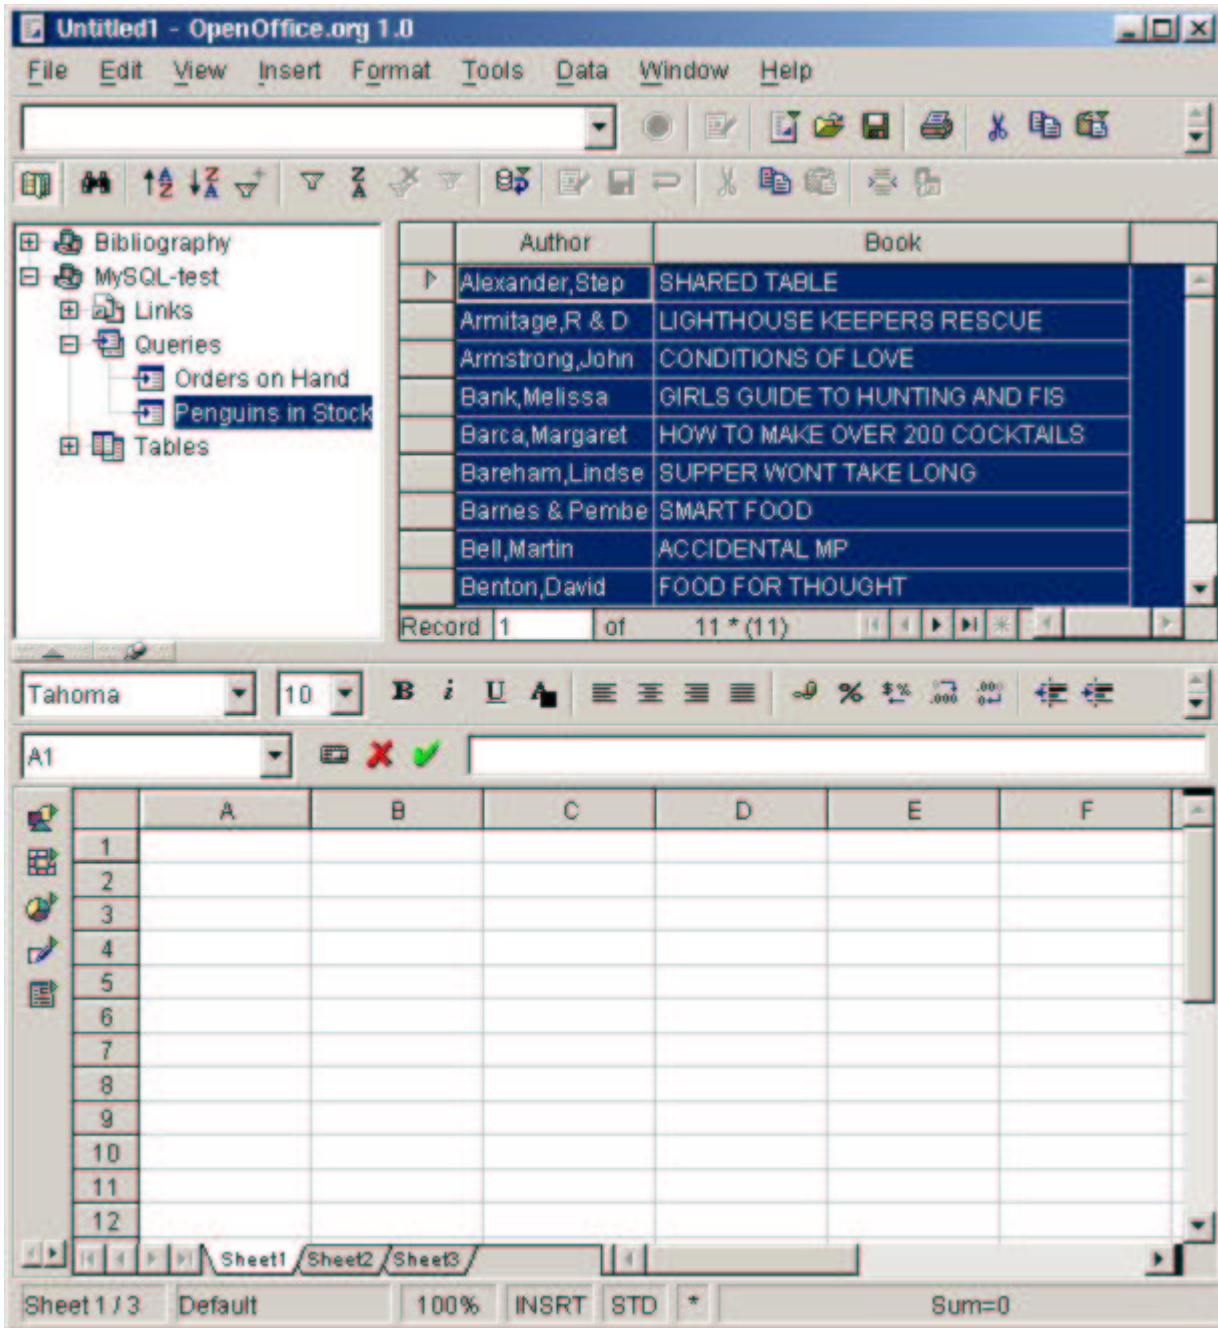 Untitled1 - OpenOffice.org 1.0
File Edit View Insert Format Tools Data Window Help
Bibliography
MySQL-test
Links
Queries
Orders on Hand
Penguins in Stock
Tables
Author Book
Alexander,Step SHARED TABLE
Armitage,R & D LIGHTHOUSE KEEPERS RESCUE
Armstrong,John CONDITIONS OF LOVE
Bank,Melissa GIRLS GUIDE TO HUNTING AND FIS
Barca,Margaret HOW TO MAKE OVER 200 COCKTAILS
Bareham,Lindse SUPPER WONT TAKE LONG
Barnes & Pembe SMART FOOD
Bell,Martin ACCIDENTAL MP
Benton,David FOOD FOR THOUGHT
Record 1 of 11 * (11)
Tahoma 10 B i U A % $% .000 .000
A1
A B C D E F
1
2
3
4
5
6
7
8
9
10
11
12
Sheet1 Sheet2 Sheet3
Sheet 1 / 3 Default 100% INSRT STD * Sum=0